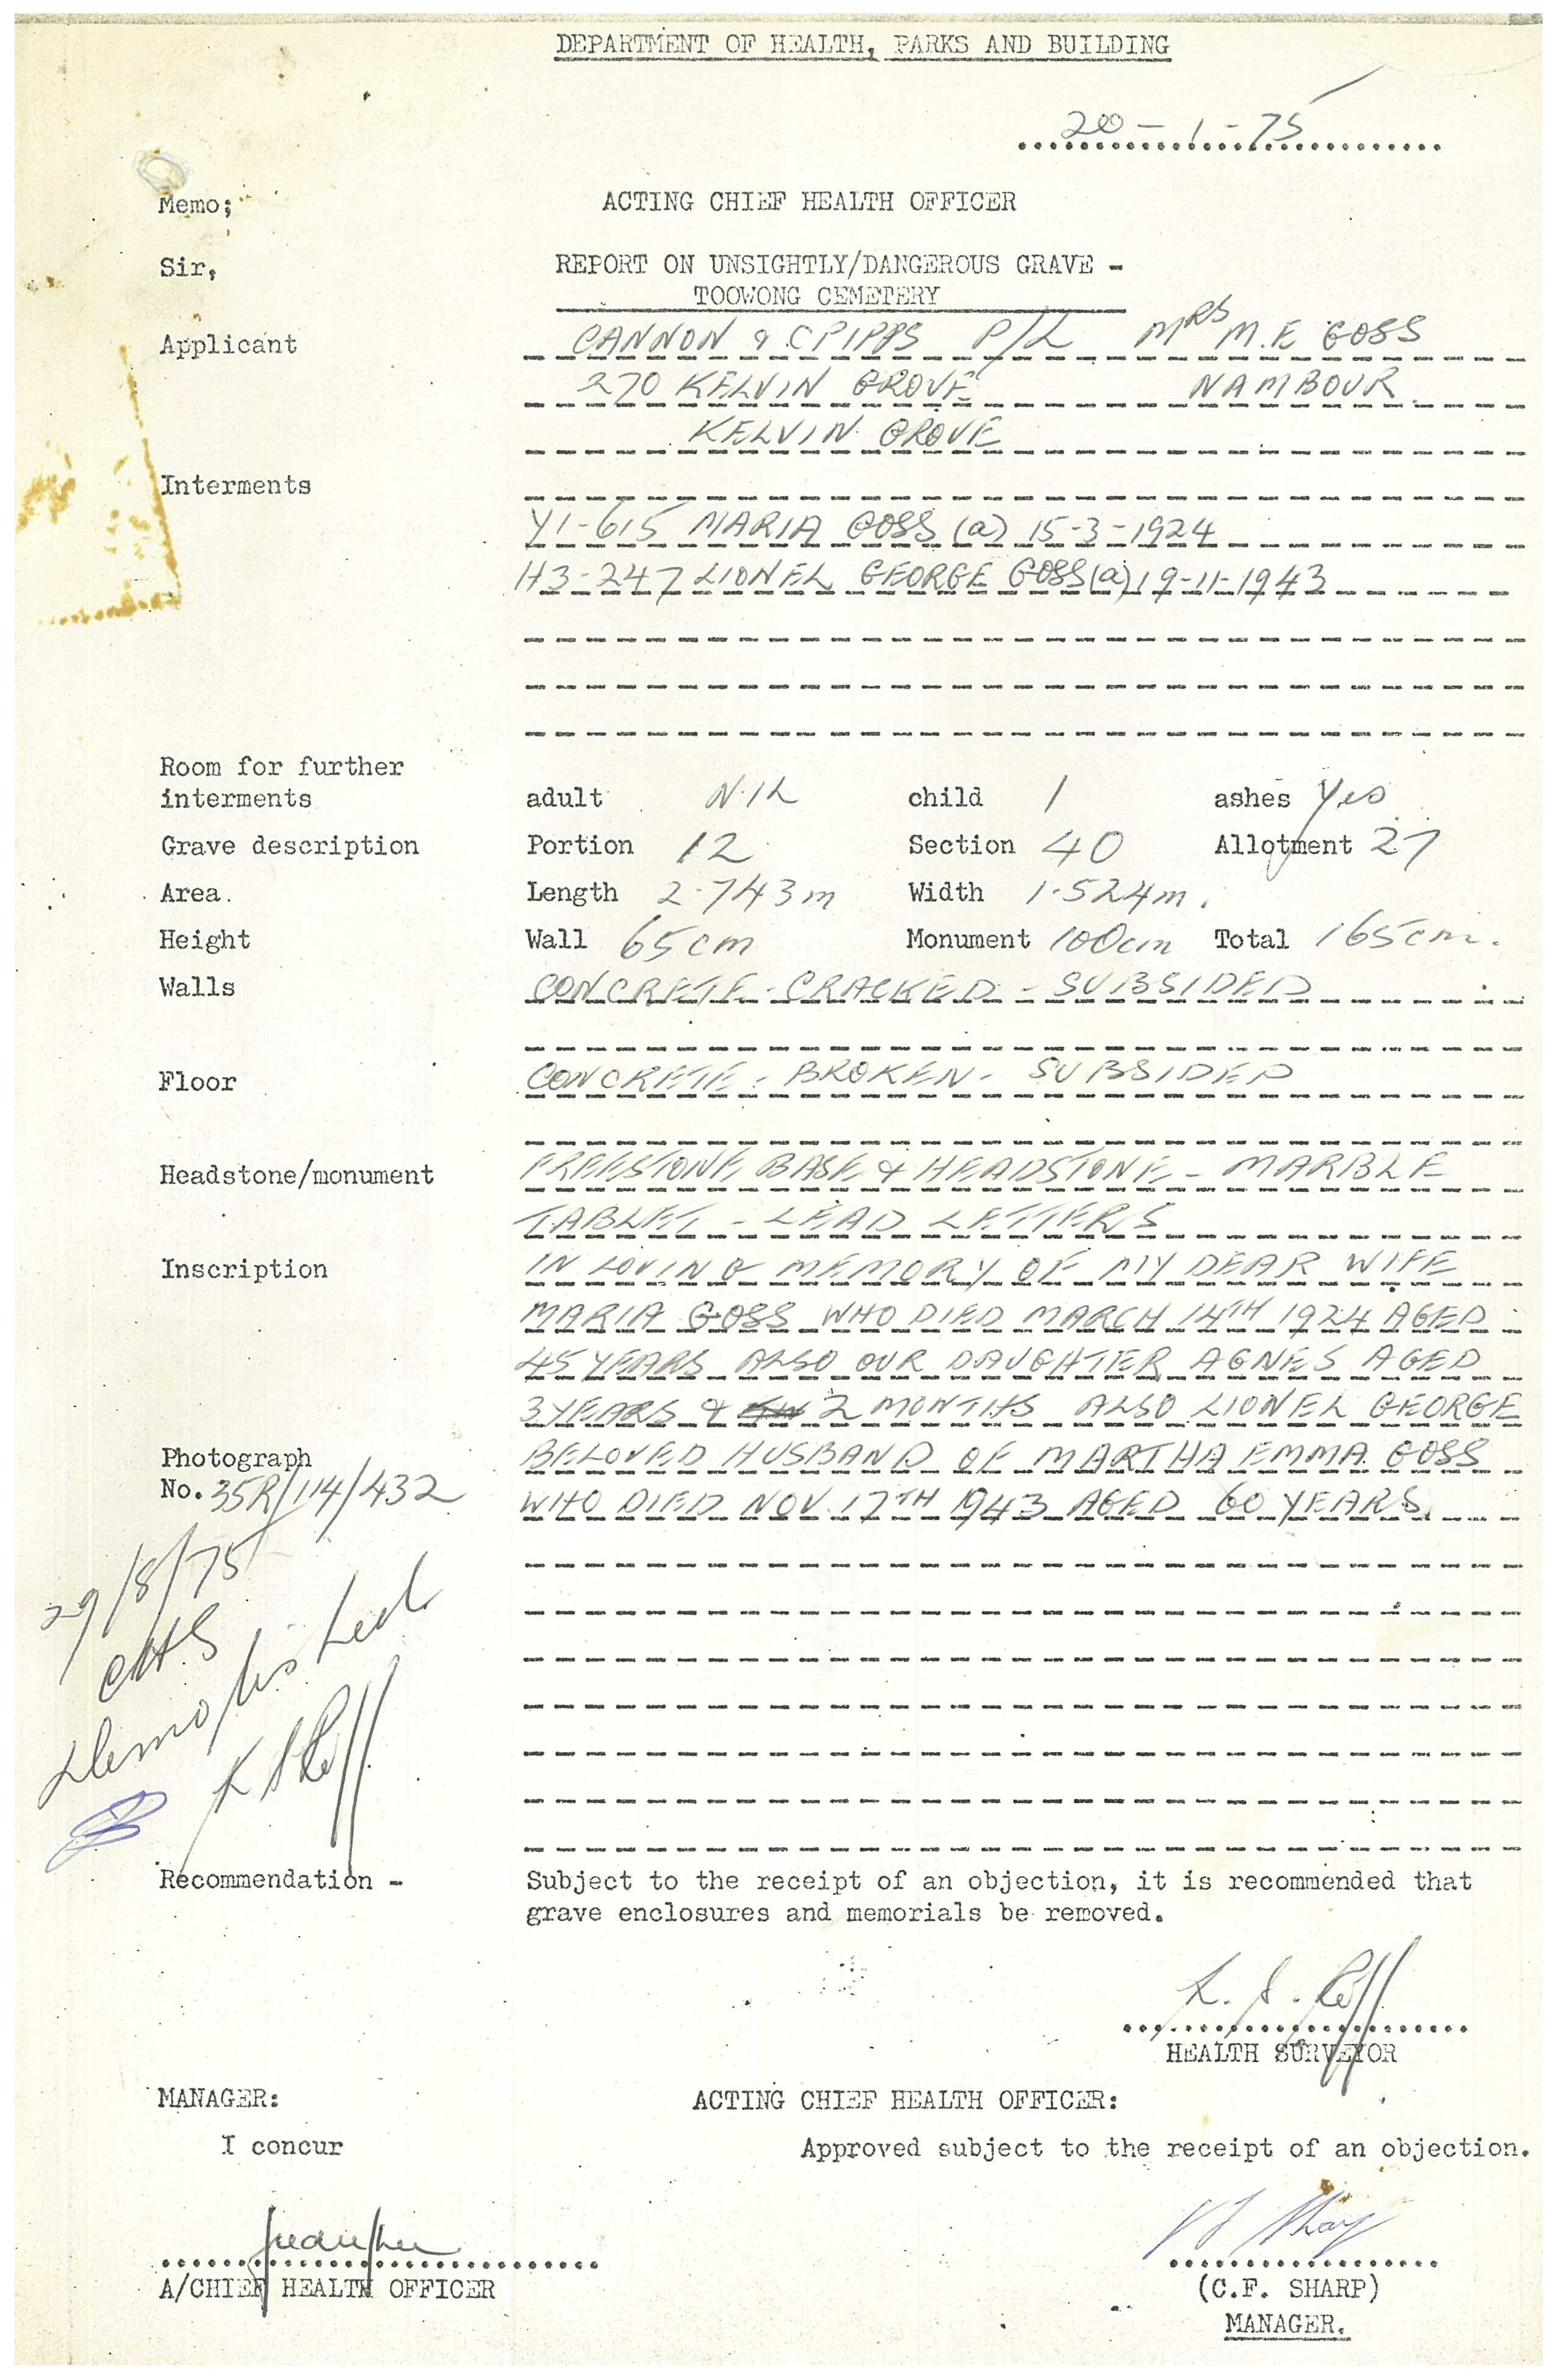 DEPARTMENT OF HEALTH, PARKS AND BUILDING
20-1-75
Memo; ACTING CHIEF HEALTH OFFICER
Sir, REPORT ON UNSIGHTLY/DANGEROUS GRAVE -
TOOWONG CEMETERY
Applicant CANNON & CRIPPS P/L MRS M.E GOSS
270 KELVIN GROVE NAMBOUR
KELVIN GROVE
Interments
Y1-615 MARIA GOSS (a) 15-3-1924
H3-247 LIONEL GEORGE GOSS (a) 19-11-1943
Room for further
interments adult NIL child 1 ashes Yes
Grave description Portion 12 Section 40 Allotment 27
Area. Length 2.743m Width 1.524m.
Height Wall 65cm Monument 100cm Total 165cm.
Walls CONCRETE - CRACKED - SUBSIDED
Floor CONCRETE - BROKEN - SUBSIDED
Headstone/monument FREESTONE BASE & HEADSTONE - MARBLE
TABLET - LEAD LETTERS
Inscription IN LOVING MEMORY OF MY DEAR WIFE
MARIA GOSS WHO DIED MARCH 14TH 1924 AGED
45 YEARS ALSO OUR DAUGHTER AGNES AGED
3 YEARS & 2 MONTHS ALSO LIONEL GEORGE
Photograph BELOVED HUSBAND OF MARTHA EMMA GOSS
No. 35R/114/432 WHO DIED NOV. 17TH 1943 AGED 60 YEARS
29/8/75
CHS
Demolished
Recommendation - Subject to the receipt of an objection, it is recommended that
grave enclosures and memorials be removed.
HEALTH SURVEYOR
MANAGER: ACTING CHIEF HEALTH OFFICER:
I concur Approved subject to the receipt of an objection.
A/CHIEF HEALTH OFFICER (C.F. SHARP)
MANAGER.